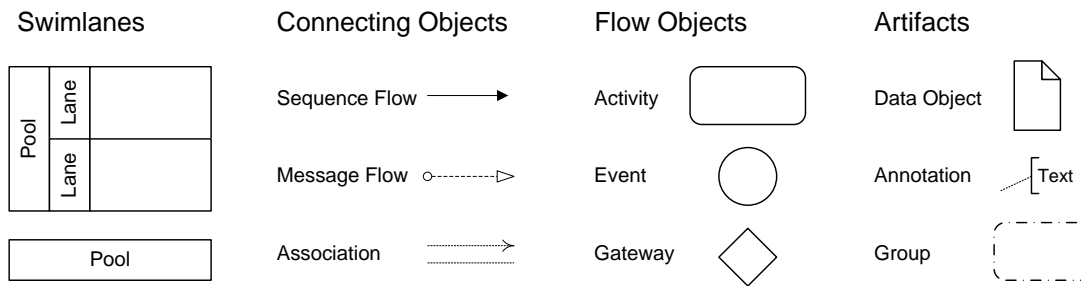 Swimlanes
Connecting Objects
Flow Objects
Artifacts
Pool
Lane
Lane
Pool
Sequence Flow
Message Flow
Association
Activity
Event
Gateway
Data Object
Annotation
Text
Group